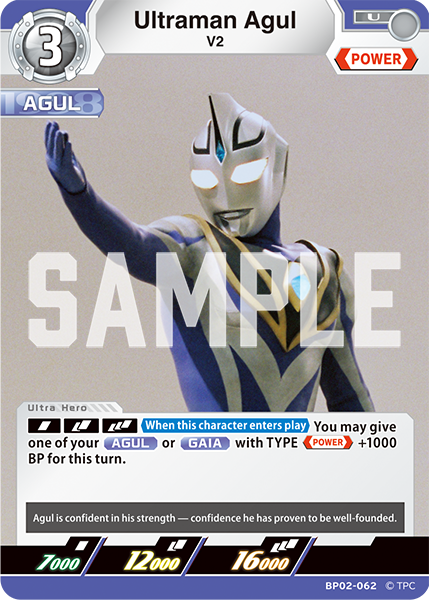 3
Ultraman Agul
V2
U
POWER
1998
AGUL
SAMPLE
Ultra Hero
When this character enters play You may give
one of your AGUL or GAIA with TYPE POWER +1000
BP for this turn.
Agul is confident in his strength — confidence he has proven to be well-founded.
7000 12000 16000
BP02-062 © TPC